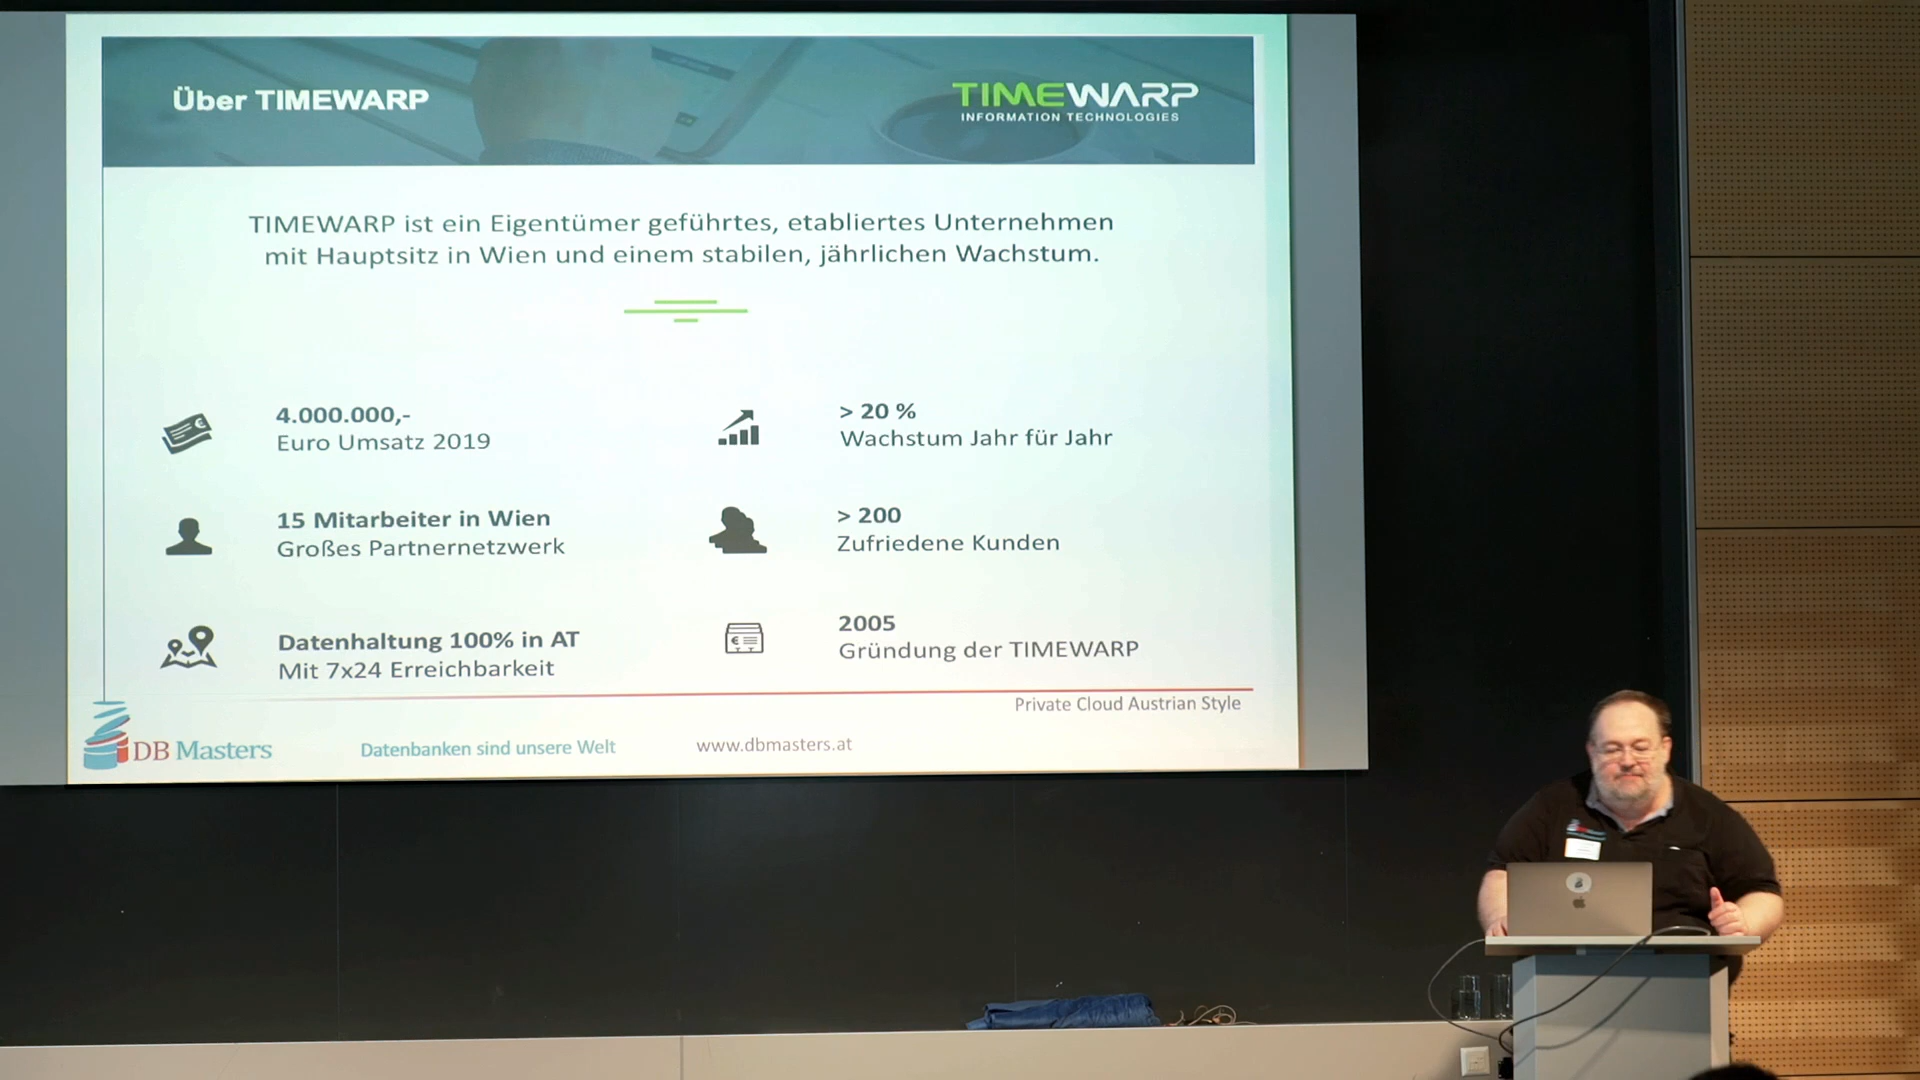 Über TIMEWARP
TIMEWARP
INFORMATION TECHNOLOGIES
TIMEWARP ist ein Eigentümer geführtes, etabliertes Unternehmen
mit Hauptsitz in Wien und einem stabilen, jährlichen Wachstum.
4.000.000,-
Euro Umsatz 2019
> 20 %
Wachstum Jahr für Jahr
15 Mitarbeiter in Wien
Großes Partnernetzwerk
> 200
Zufriedene Kunden
Datenhaltung 100% in AT
Mit 7x24 Erreichbarkeit
2005
Gründung der TIMEWARP
Private Cloud Austrian Style
DB Masters
Datenbanken sind unsere Welt
www.dbmasters.at